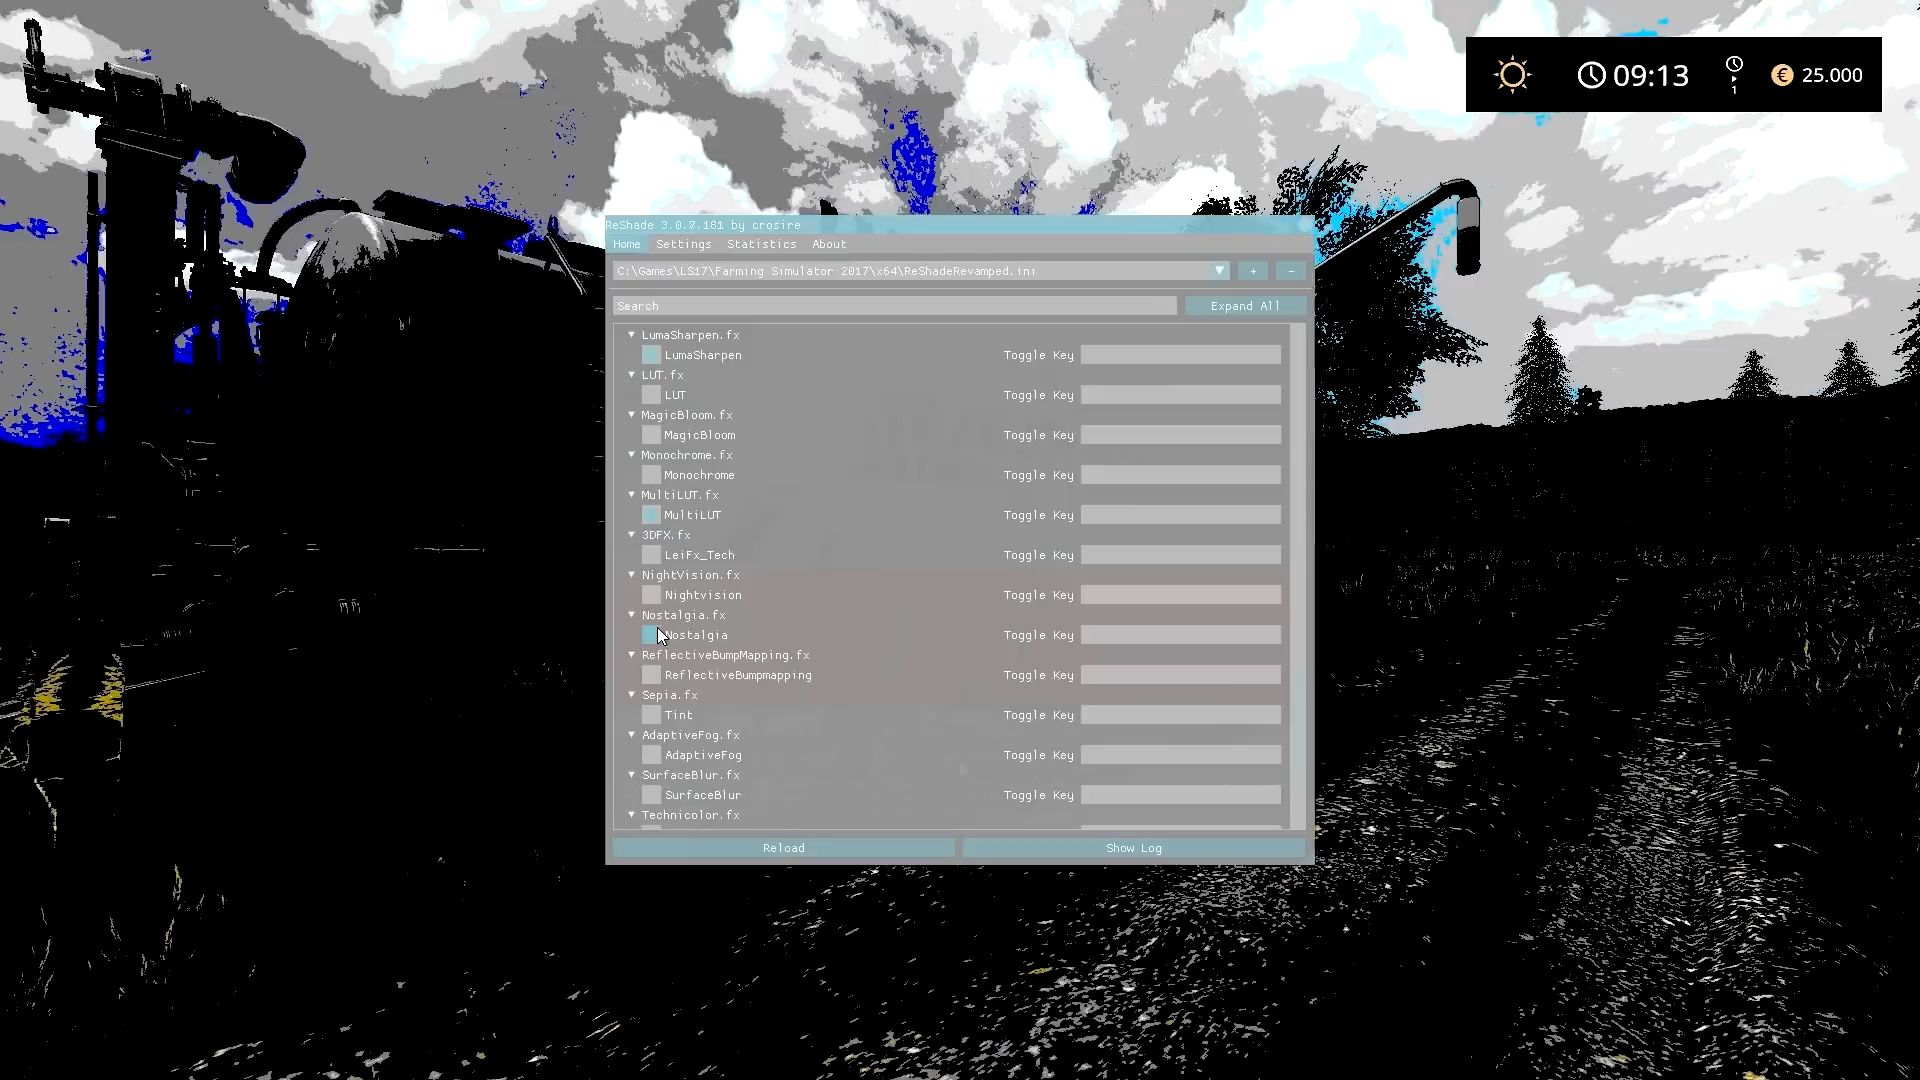 09:13
1
€ 25.000
ReShade 3.0.7.181 by crosire
Home Settings Statistics About
C:\Games\LS17\Farming Simulator 2017\x64\ReShadeRevamped.ini
+ -
Search
Expand All
LumaSharpen.fx
LumaSharpen Toggle Key
LUT.fx
LUT Toggle Key
MagicBloom.fx
MagicBloom Toggle Key
Monochrome.fx
Monochrome Toggle Key
MultiLUT.fx
MultiLUT Toggle Key
3DFX.fx
LeiFx_Tech Toggle Key
NightVision.fx
Nightvision Toggle Key
Nostalgia.fx
Nostalgia Toggle Key
ReflectiveBumpMapping.fx
ReflectiveBumpmapping Toggle Key
Sepia.fx
Tint Toggle Key
AdaptiveFog.fx
AdaptiveFog Toggle Key
SurfaceBlur.fx
SurfaceBlur Toggle Key
Technicolor.fx
Reload Show Log